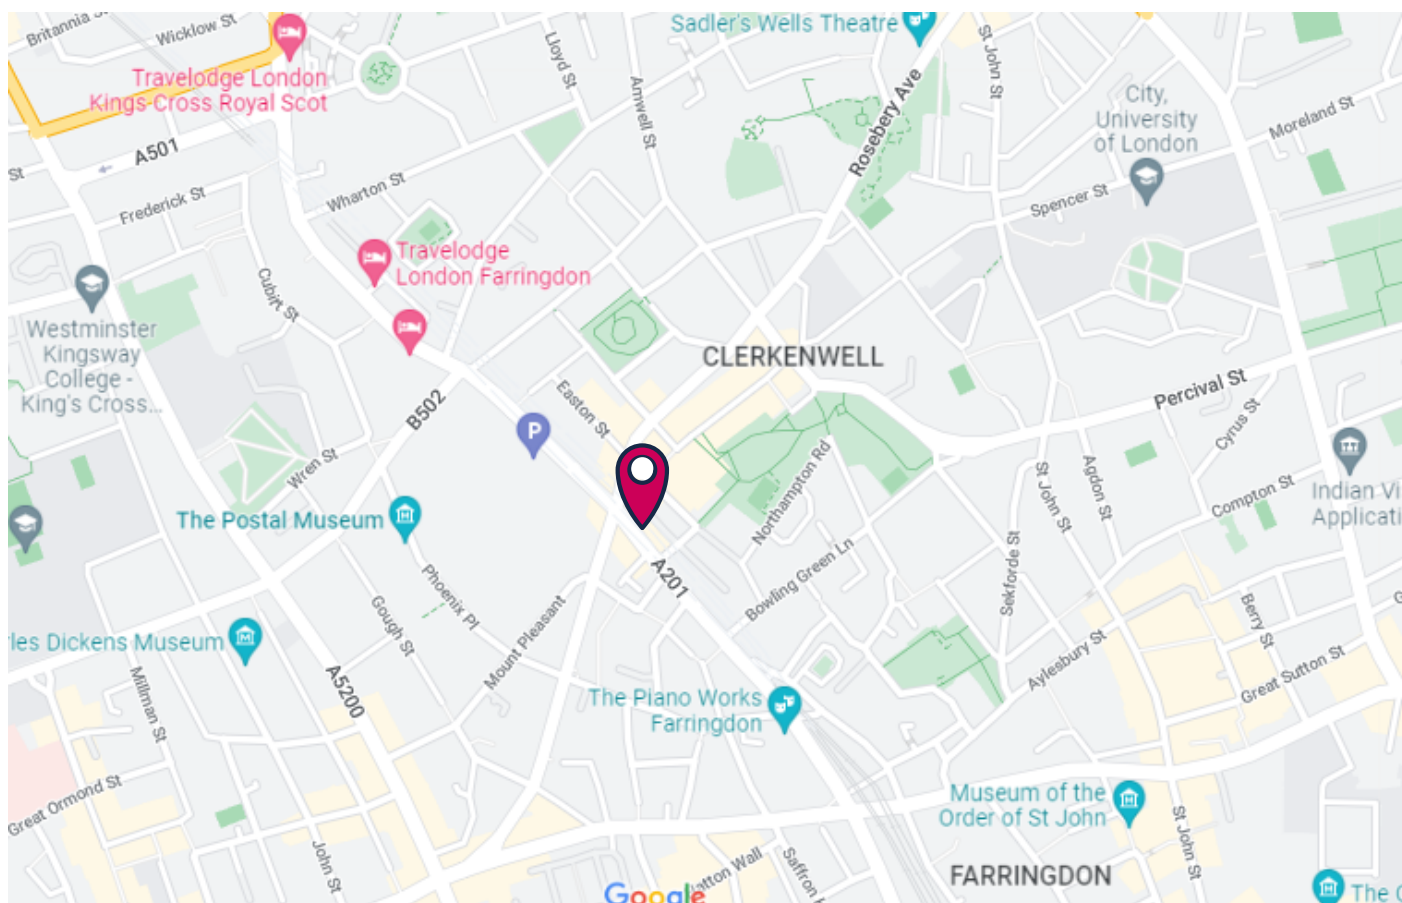 Britannia S
Wicklow St
Sadler's Wells Theatre
St John St
Lloyd St
Amwell St
Rosebery Ave
Travelodge London
Kings-Cross Royal Scot
City,
University
of London
Moreland St
A501
St
Frederick St
Wharton St
Spencer St
Travelodge
London Farringdon
Cubitt St
Westminster
Kingsway
College -
King's Cross...
CLERKENWELL
Percival St
B502
Easton St
P
Cyrus St
Wren St
Northampton Rd
St John St
Agdon St
Compton St
Indian Vi
Applicati
The Postal Museum
A201
Bowling Green Ln
Sekforde St
Phoenix Pl
Gough St
Mount Pleasant
Berry St
G
les Dickens Museum
Aylesbury St
Great Sutton St
Millman St
A5200
The Piano Works
Farringdon
Great Ormond St
Museum of the
Order of St John
St John St
John St
atton Wall
Saffron H
FARRINGDON
Google
The C